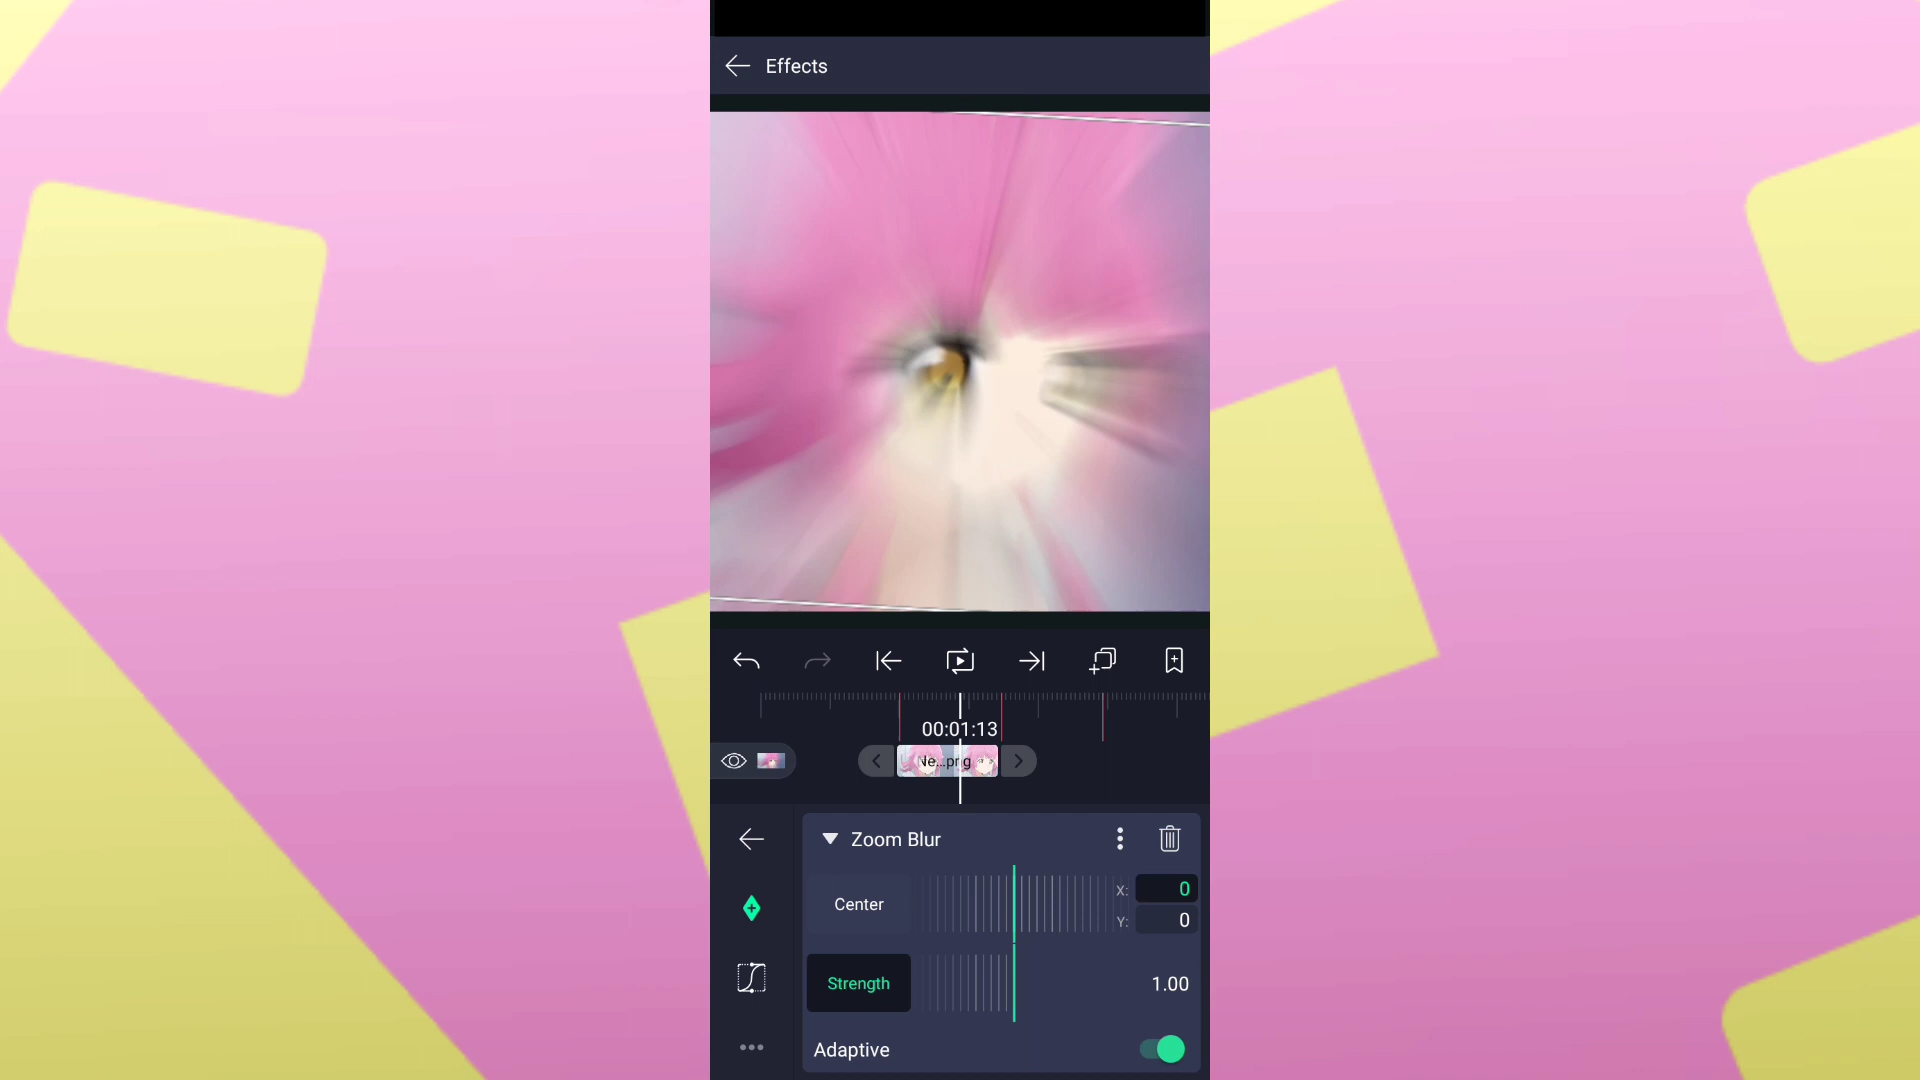 Effects
00:01:13
Ne...png
Zoom Blur
Center
X: 0
Y: 0
Strength
1.00
Adaptive